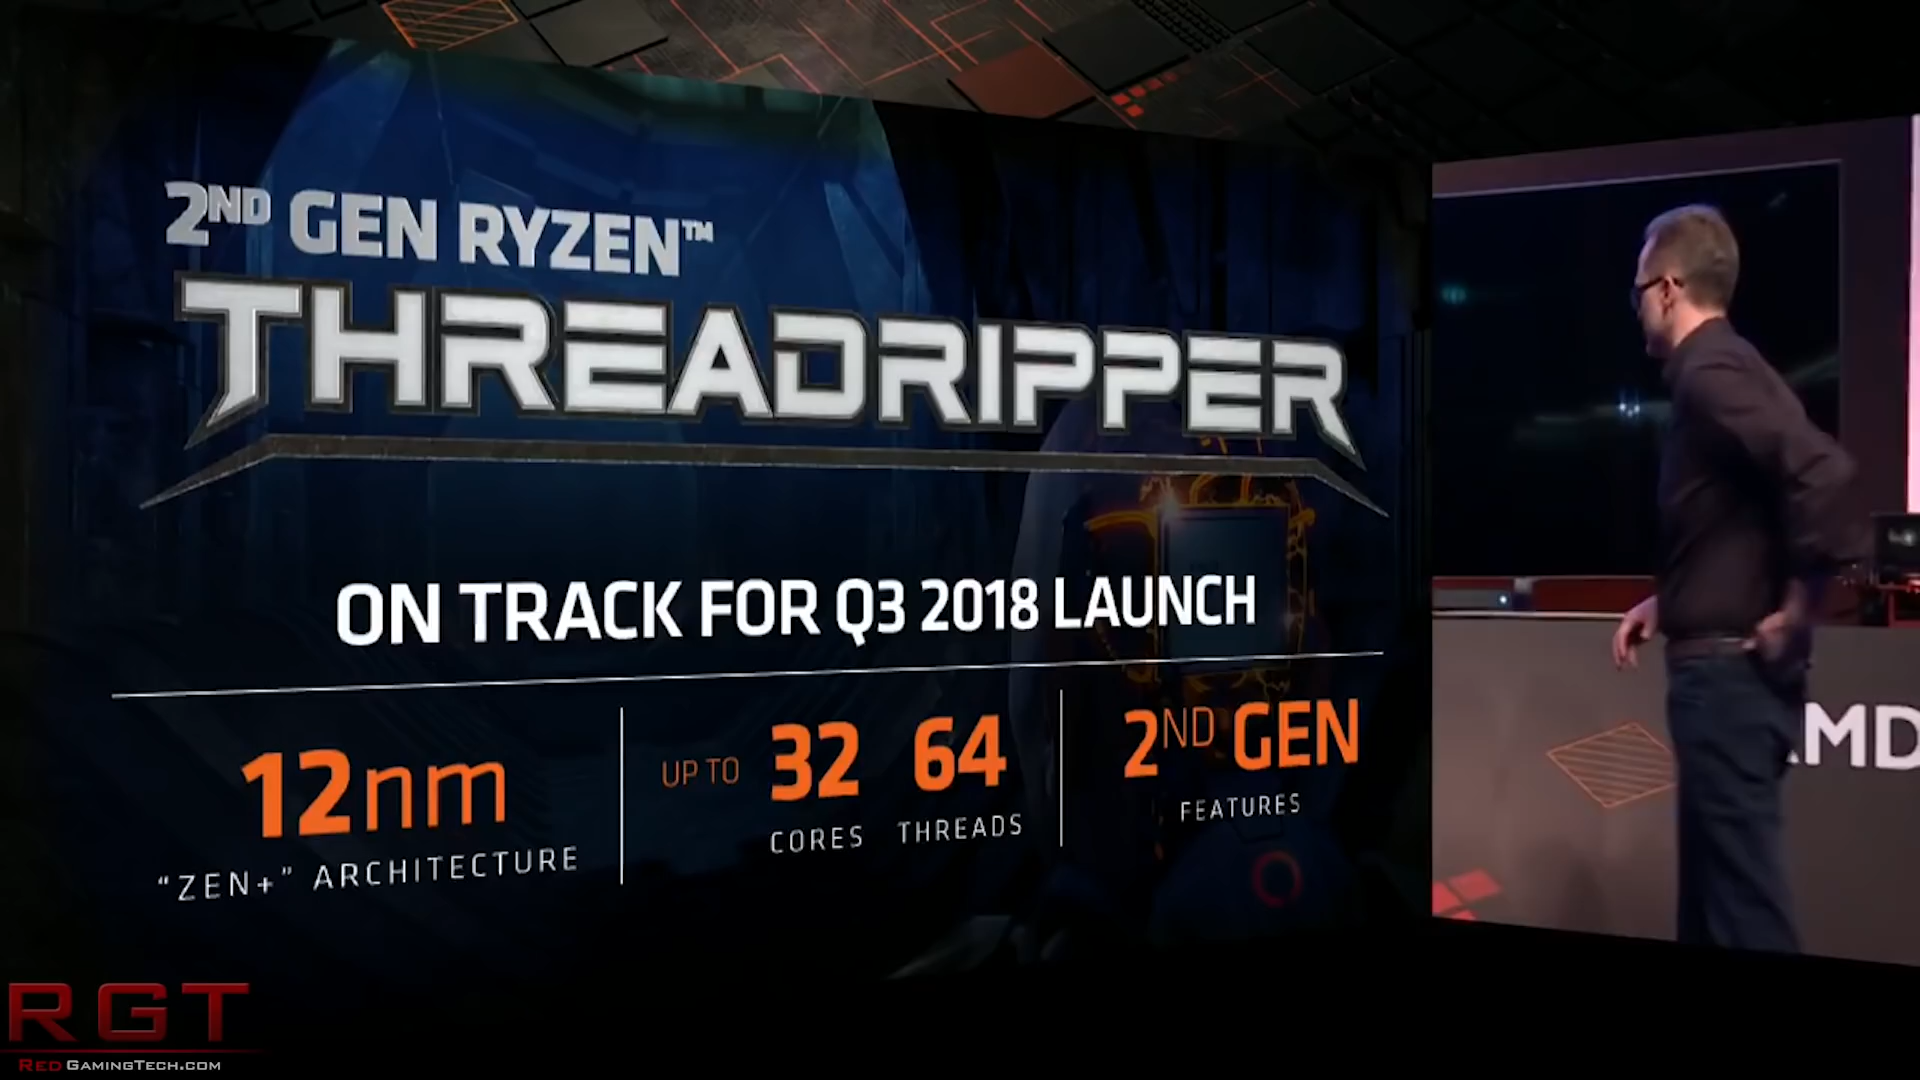 2ND GEN RYZEN™
THREADRIPPER
ON TRACK FOR Q3 2018 LAUNCH
12nm
"ZEN+" ARCHITECTURE
UP TO 32 64
CORES THREADS
2ND GEN
FEATURES
AMD
RGT
REDGAMINGTECH.COM